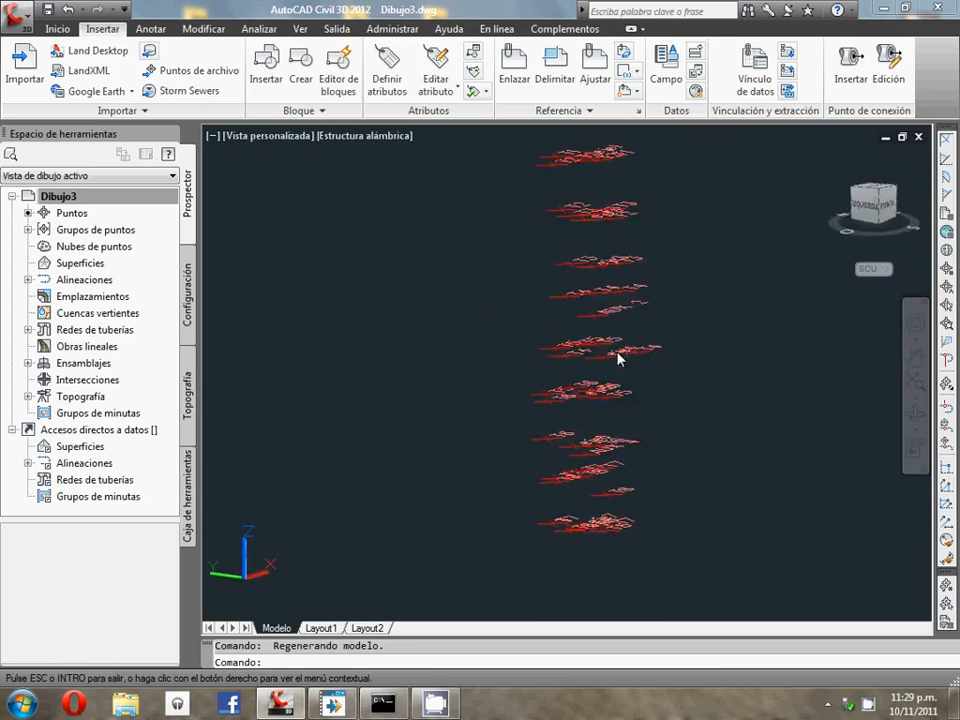 AutoCAD Civil 3D 2012 Dibujo3.dwg
Escriba palabra clave o frase
3D
Inicio Insertar Anotar Modificar Analizar Ver Salida Administrar Ayuda En línea Complementos
Importar
Land Desktop
LandXML
Google Earth
Puntos de archivo
Storm Sewers
Importar
Insertar Crear Editor de bloques
Bloque
Definir atributos Editar atributo
Atributos
Enlazar Delimitar Ajustar
Referencia
Campo
Datos
Vínculo de datos
Vinculación y extracción
Insertar Edición
Punto de conexión
Espacio de herramientas
Vista de dibujo activo
Dibujo3
Puntos
Grupos de puntos
Nubes de puntos
Superficies
Alineaciones
Emplazamientos
Cuencas vertientes
Redes de tuberías
Obras lineales
Ensamblajes
Intersecciones
Topografía
Grupos de minutas
Accesos directos a datos []
Superficies
Alineaciones
Redes de tuberías
Grupos de minutas
Prospector
Configuración
Topografía
Caja de herramientas
[−] [Vista personalizada] [Estructura alámbrica]
SCU
Z
Y X
Modelo Layout1 Layout2
Comando: Regenerando modelo.
Comando:
Pulse ESC o INTRO para salir, o haga clic con el botón derecho para ver el menú contextual.
11:29 p.m.
10/11/2011